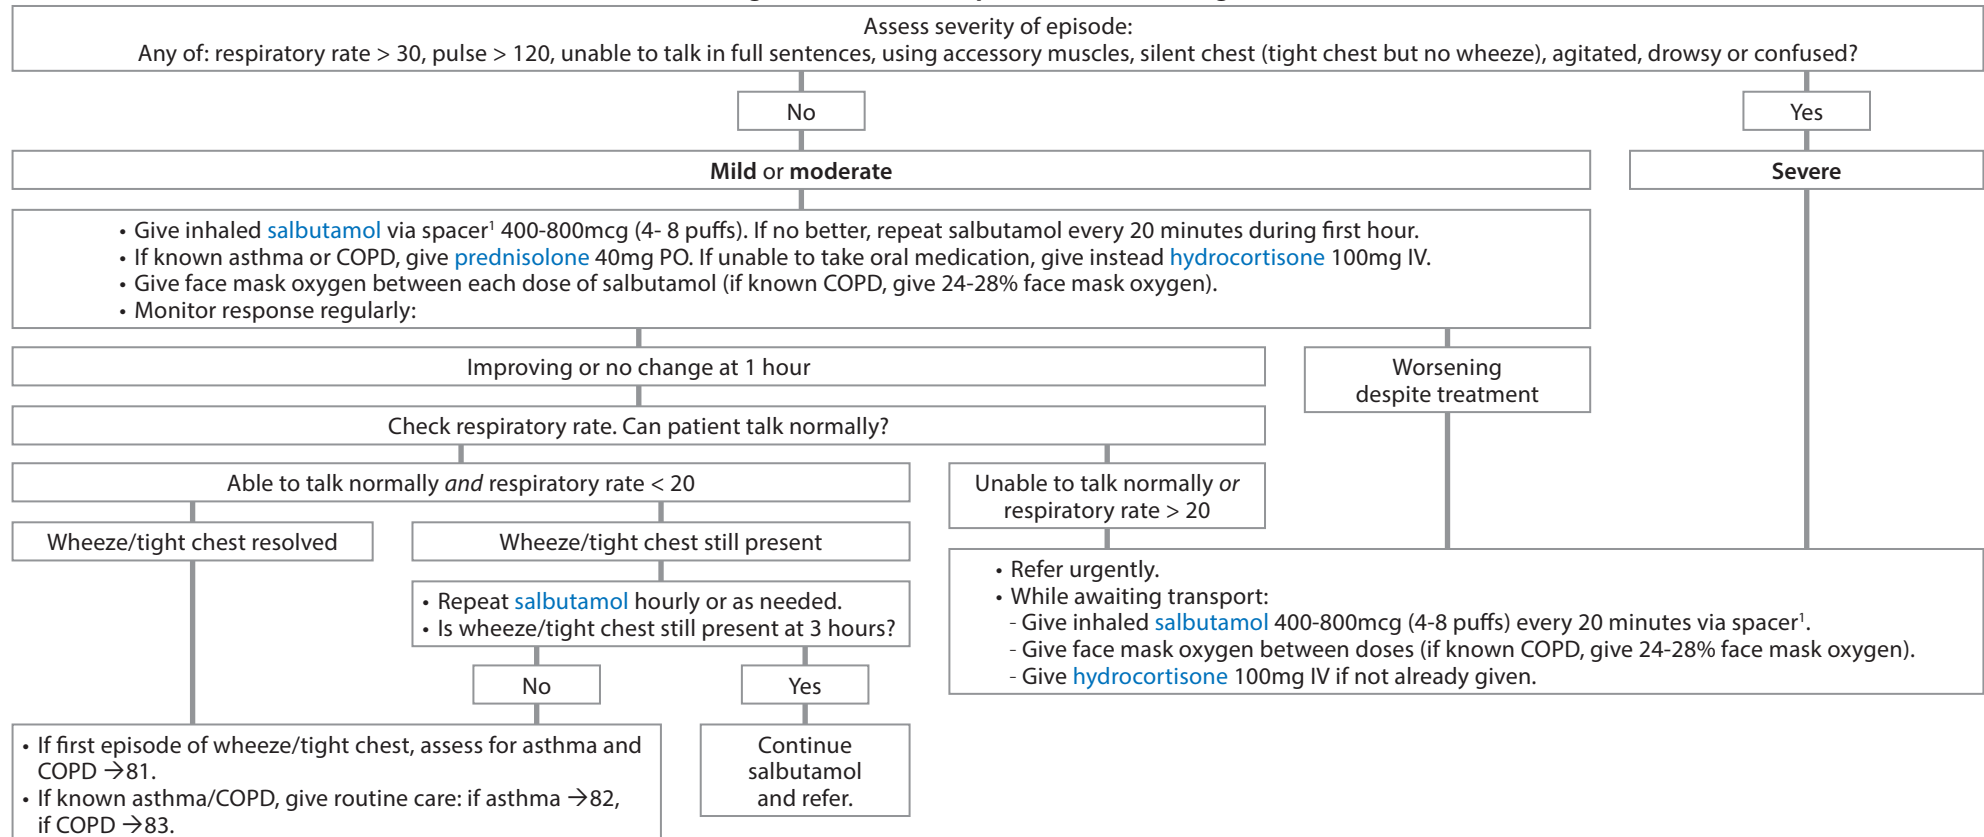 Assess severity of episode:
Any of: respiratory rate > 30, pulse > 120, unable to talk in full sentences, using accessory muscles, silent chest (tight chest but no wheeze), agitated, drowsy or confused?
No
Yes
Mild or moderate
Severe
• Give inhaled salbutamol via spacer¹ 400-800mcg (4- 8 puffs). If no better, repeat salbutamol every 20 minutes during first hour.
• If known asthma or COPD, give prednisolone 40mg PO. If unable to take oral medication, give instead hydrocortisone 100mg IV.
• Give face mask oxygen between each dose of salbutamol (if known COPD, give 24-28% face mask oxygen).
• Monitor response regularly:
Improving or no change at 1 hour
Worsening
despite treatment
Check respiratory rate. Can patient talk normally?
Able to talk normally and respiratory rate < 20
Unable to talk normally or
respiratory rate > 20
Wheeze/tight chest resolved
Wheeze/tight chest still present
• Repeat salbutamol hourly or as needed.
• Is wheeze/tight chest still present at 3 hours?
No
Yes
• Refer urgently.
• While awaiting transport:
- Give inhaled salbutamol 400-800mcg (4-8 puffs) every 20 minutes via spacer¹.
- Give face mask oxygen between doses (if known COPD, give 24-28% face mask oxygen).
- Give hydrocortisone 100mg IV if not already given.
• If first episode of wheeze/tight chest, assess for asthma and
COPD →81.
• If known asthma/COPD, give routine care: if asthma →82,
if COPD →83.
Continue
salbutamol
and refer.